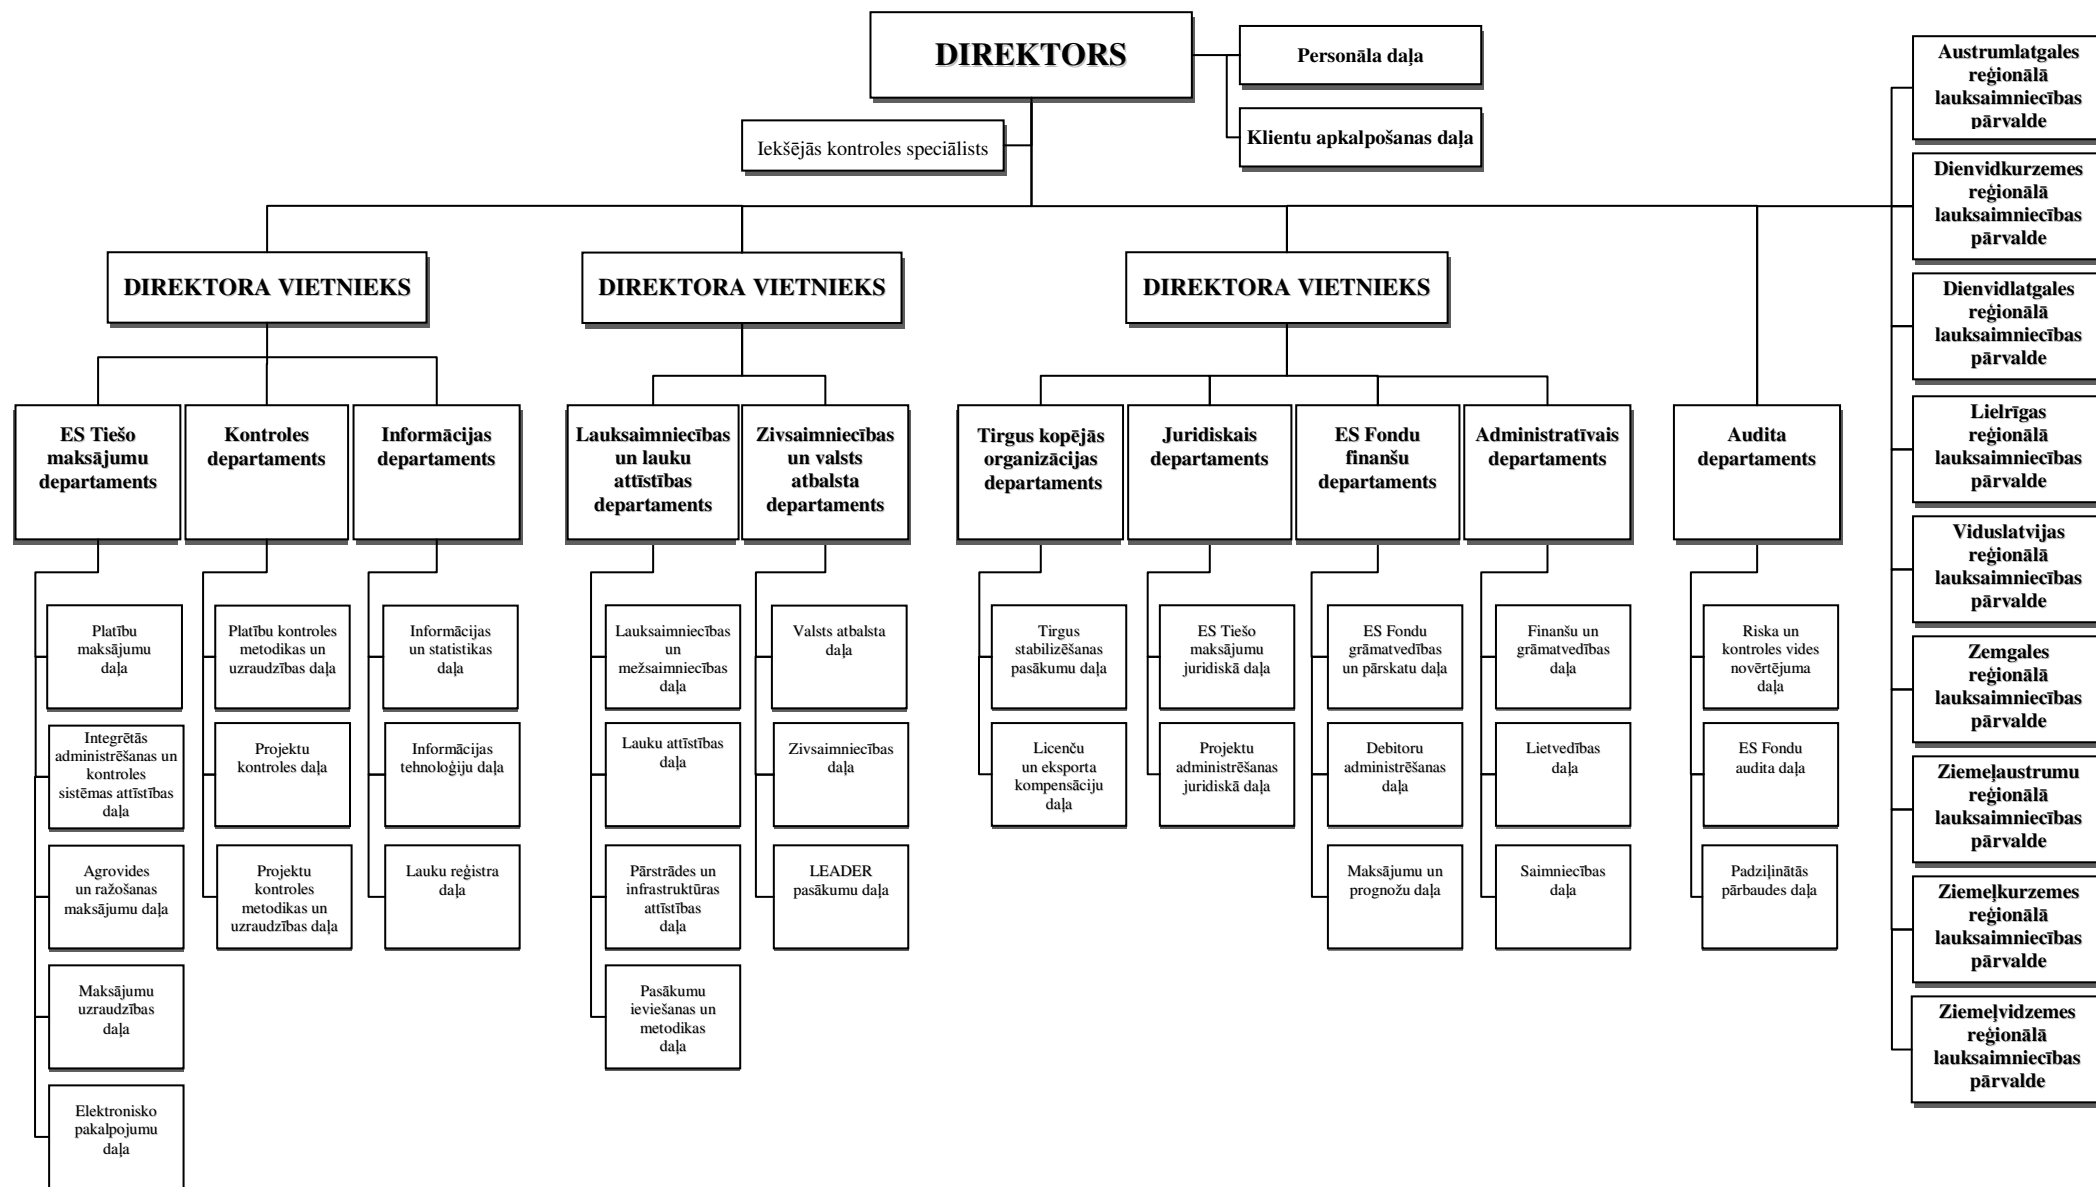 DIREKTORS
Personāla daļa
Klientu apkalpošanas daļa
Iekšējās kontroles speciālists
DIREKTORA VIETNIEKS
DIREKTORA VIETNIEKS
DIREKTORA VIETNIEKS
ES Tiešo
maksājumu
departaments
Kontroles
departaments
Informācijas
departaments
Lauksaimniecības
un lauku
attīstības
departaments
Zivsaimniecības
un valsts
atbalsta
departaments
Tirgus kopējās
organizācijas
departaments
Juridiskais
departaments
ES Fondu
finanšu
departaments
Administratīvais
departaments
Audita
departaments
Platību
maksājumu
daļa
Integrētās
administrēšanas un
kontroles
sistēmas attīstības
daļa
Agrovides
un ražošanas
maksājumu daļa
Maksājumu
uzraudzības
daļa
Elektronisko
pakalpojumu
daļa
Platību kontroles
metodikas un
uzraudzības daļa
Projektu
kontroles daļa
Projektu
kontroles
metodikas un
uzraudzības daļa
Informācijas
un statistikas
daļa
Informācijas
tehnoloģiju daļa
Lauku reģistra
daļa
Lauksaimniecības
un
mežsaimniecības
daļa
Lauku attīstības
daļa
Pārstrādes un
infrastruktūras
attīstības
daļa
Pasākumu
ieviešanas un
metodikas
daļa
Valsts atbalsta
daļa
Zivsaimniecības
daļa
LEADER
pasākumu daļa
Tirgus
stabilizēšanas
pasākumu daļa
Licenču
un eksporta
kompensāciju
daļa
ES Tiešo
maksājumu
juridiskā daļa
Projektu
administrēšanas
juridiskā daļa
ES Fondu
grāmatvedības
un pārskatu daļa
Debitoru
administrēšanas
daļa
Maksājumu un
prognožu daļa
Finanšu un
grāmatvedības
daļa
Lietvedības
daļa
Saimniecības
daļa
Riska un
kontroles vides
novērtējuma
daļa
ES Fondu
audita daļa
Padziļinātās
pārbaudes daļa
Austrumlatgales
reģionālā
lauksaimniecības
pārvalde
Dienvidkurzemes
reģionālā
lauksaimniecības
pārvalde
Dienvidlatgales
reģionālā
lauksaimniecības
pārvalde
Lielrīgas
reģionālā
lauksaimniecības
pārvalde
Viduslatvijas
reģionālā
lauksaimniecības
pārvalde
Zemgales
reģionālā
lauksaimniecības
pārvalde
Ziemeļaustrumu
reģionālā
lauksaimniecības
pārvalde
Ziemeļkurzemes
reģionālā
lauksaimniecības
pārvalde
Ziemeļvidzemes
reģionālā
lauksaimniecības
pārvalde